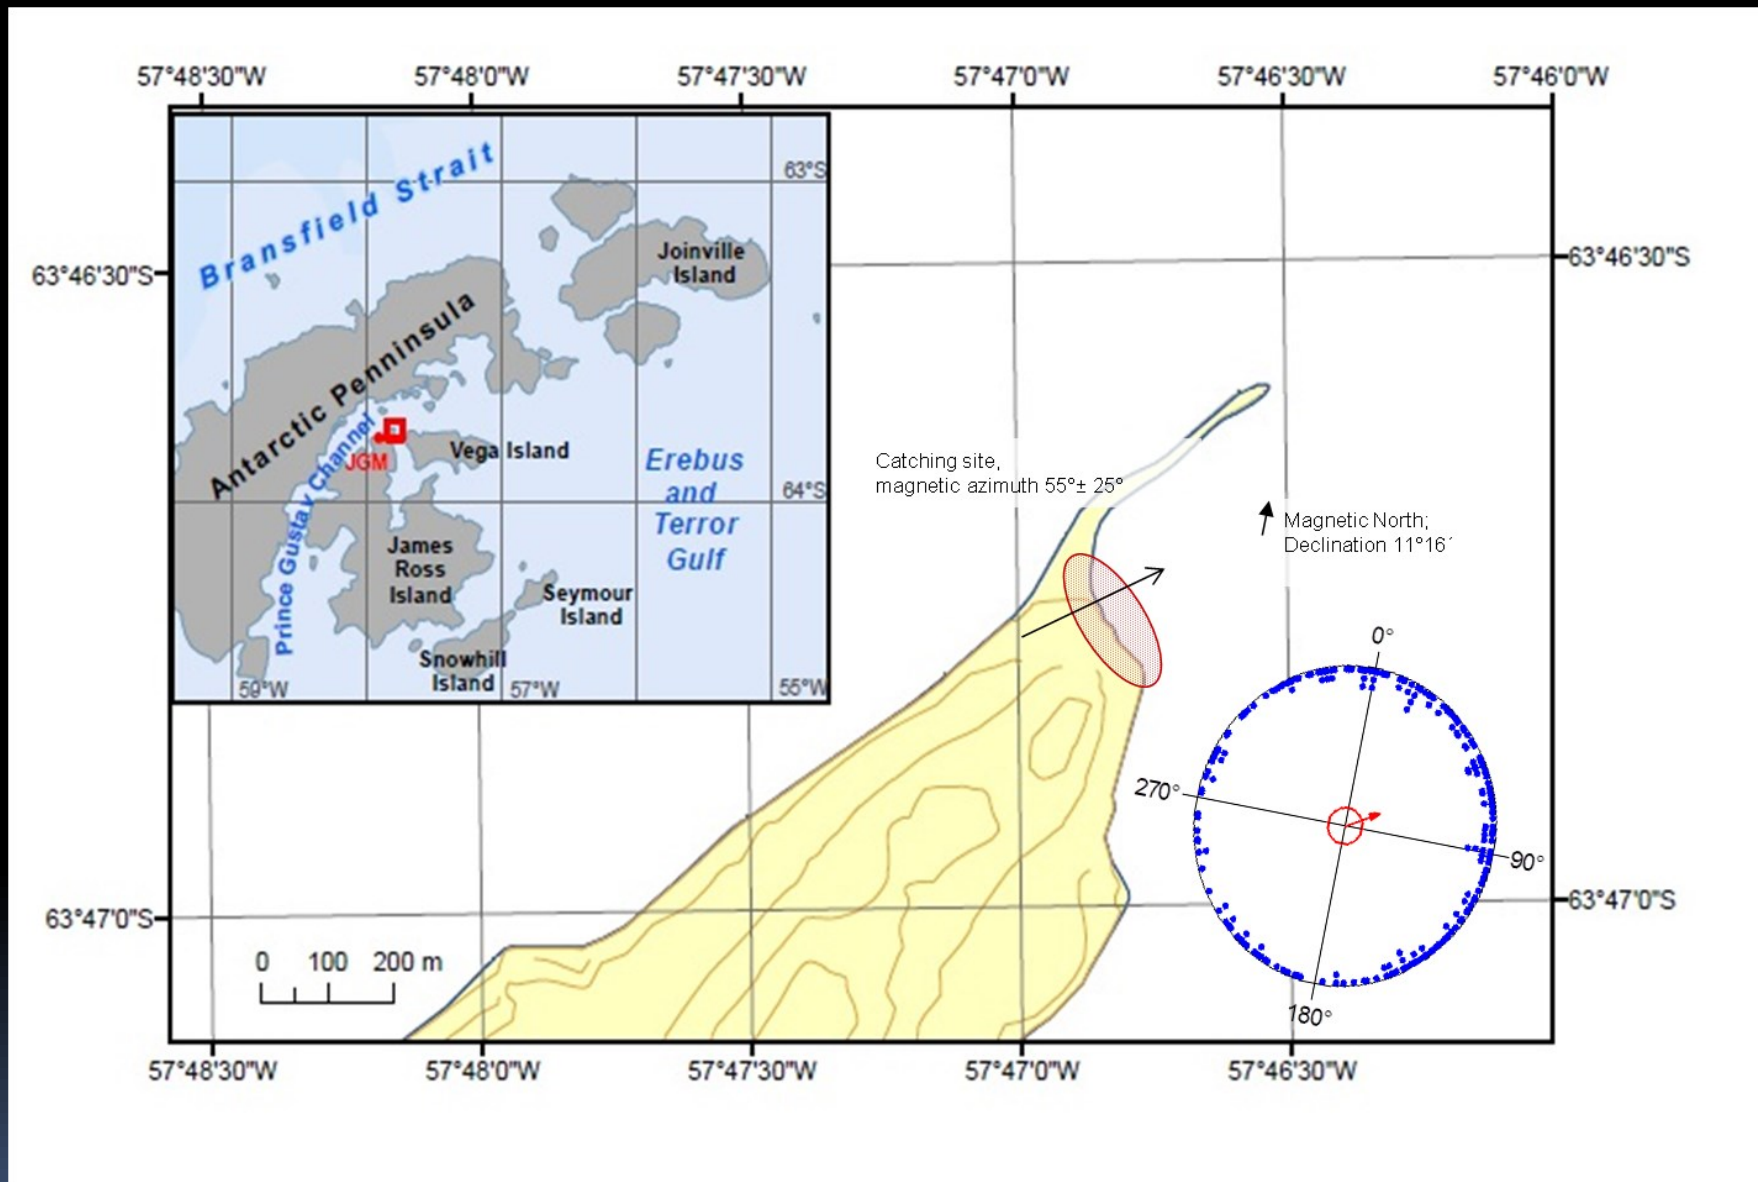 57°48'30"W 57°48'0"W 57°47'30"W 57°47'0"W 57°46'30"W 57°46'0"W
63°46'30"S
63°46'30"S
63°47'0"S
63°47'0"S
Bransfield Strait
63°S
Joinville
Island
Antarctic Penninsula
Prince Gustav Channel
JGM
Vega Island
Erebus
and
Terror
Gulf
64°S
James
Ross
Island
Seymour
Island
Snowhill
Island
59°W
57°W
55°W
Catching site,
magnetic azimuth 55°± 25°
Magnetic North;
Declination 11°16´
0°
270°
90°
180°
0 100 200 m
57°48'30"W 57°48'0"W 57°47'30"W 57°47'0"W 57°46'30"W